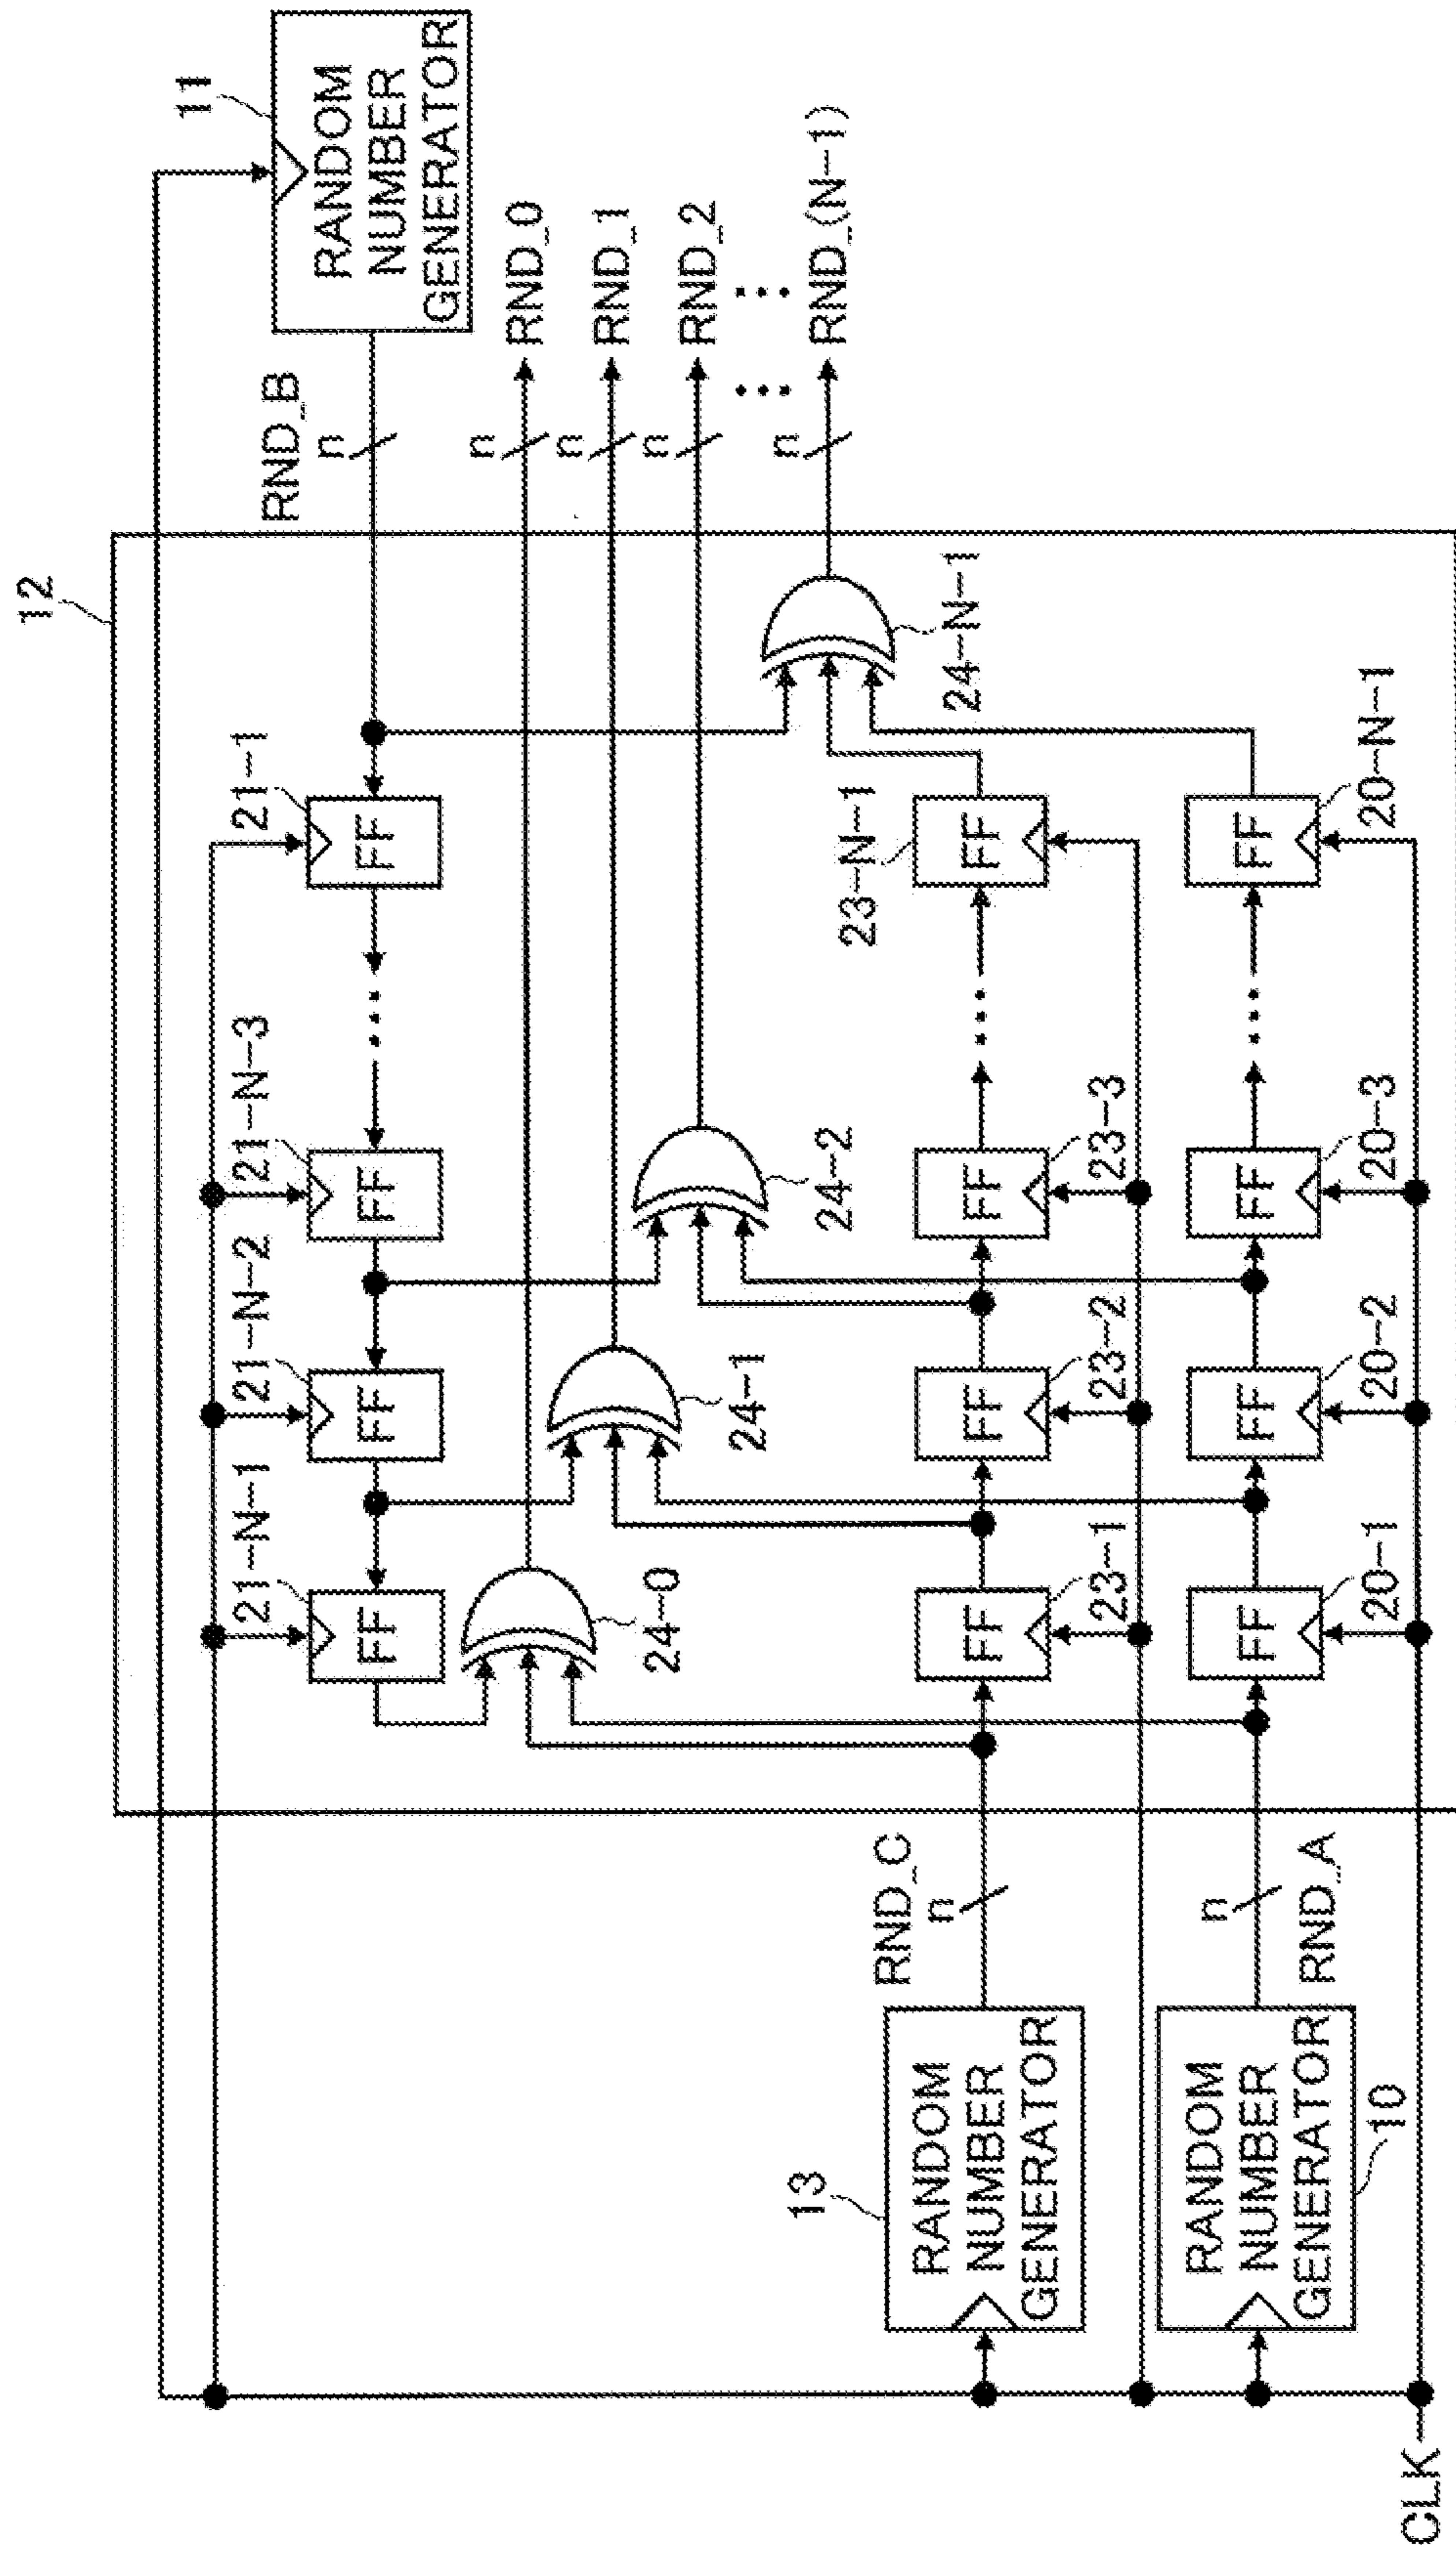 12
11
RANDOM
NUMBER
GENERATOR
RND_B
n
21-N-1
21-N-2
21-N-3
21-1
FF
FF
FF
...
FF
n
RND_0
n
RND_1
n
RND_2
...
...
n
RND_(N-1)
24-0
24-1
24-2
24-N-1
13
RANDOM
NUMBER
GENERATOR
RND_C
n
FF
FF
FF
...
FF
23-1
23-2
23-3
23-N-1
RANDOM
NUMBER
GENERATOR
10
n
RND_A
FF
FF
FF
...
FF
20-1
20-2
20-3
20-N-1
CLK